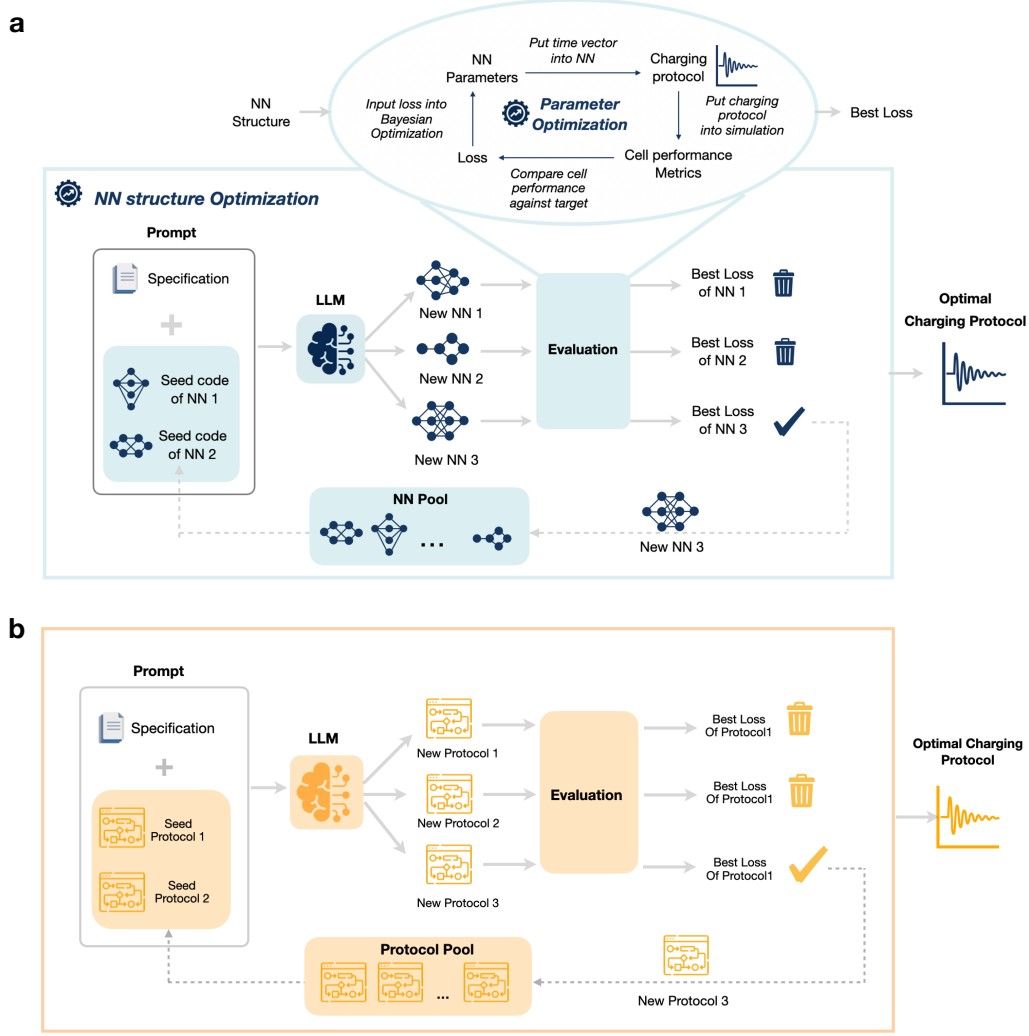 a
Put time vector
into NN
NN
Parameters
Charging
protocol
Input loss into
Bayesian
Optimization
Parameter
Optimization
Put charging
protocol
into simulation
NN
Structure
Best Loss
Loss
Cell performance
Metrics
Compare cell
performance
against target
NN structure Optimization
Prompt
Specification
Seed code
of NN 1
Seed code
of NN 2
LLM
New NN 1
New NN 2
New NN 3
Evaluation
Best Loss
of NN 1
Best Loss
of NN 2
Best Loss
of NN 3
Optimal
Charging Protocol
NN Pool
...
New NN 3
b
Prompt
Specification
Seed
Protocol 1
Seed
Protocol 2
LLM
New Protocol 1
New Protocol 2
New Protocol 3
Evaluation
Best Loss
Of Protocol1
Best Loss
Of Protocol1
Best Loss
Of Protocol1
Optimal Charging
Protocol
Protocol Pool
...
New Protocol 3